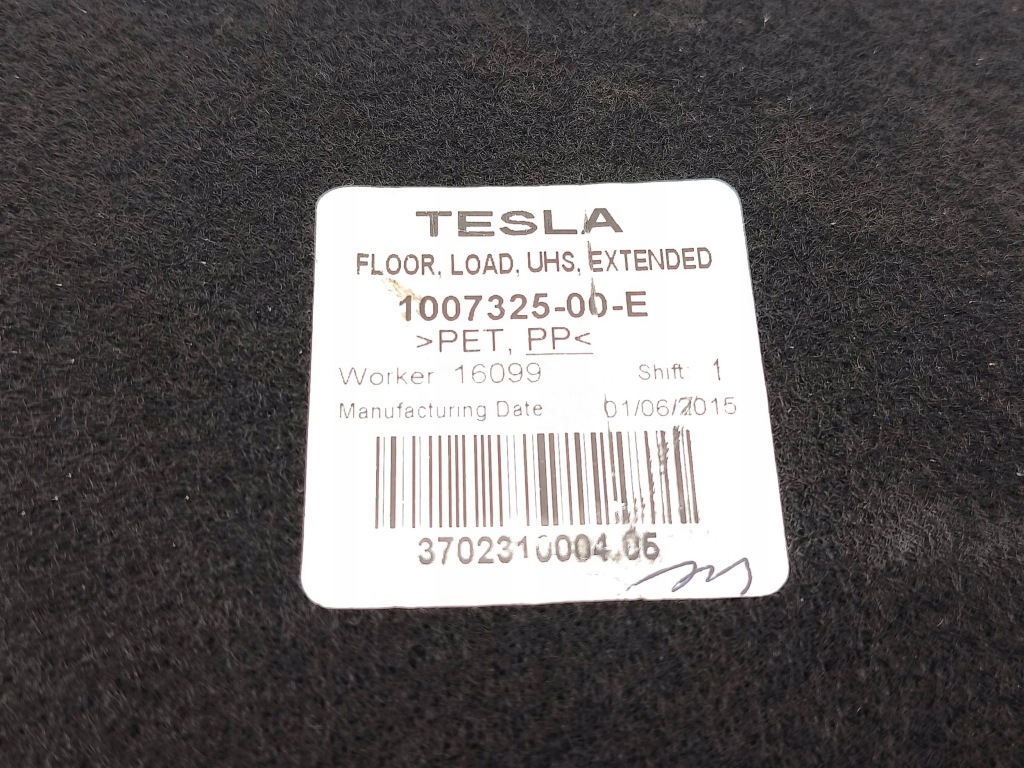 TESLA
FLOOR, LOAD, UHS, EXTENDED
1007325-00-E
>PET, PP<
Worker 16099 Shift: 1
Manufacturing Date 01/06/2015
3702310004.05